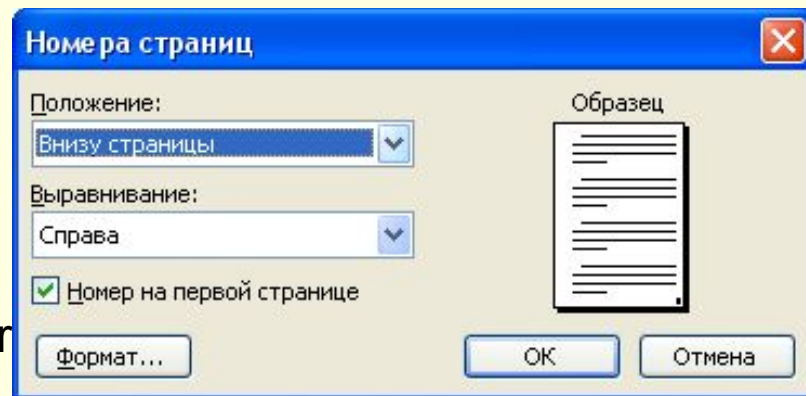 Номера страниц
Положение:
Внизу страницы
Выравнивание:
Справа
Номер на первой странице
Формат...
Образец
ОК
Отмена